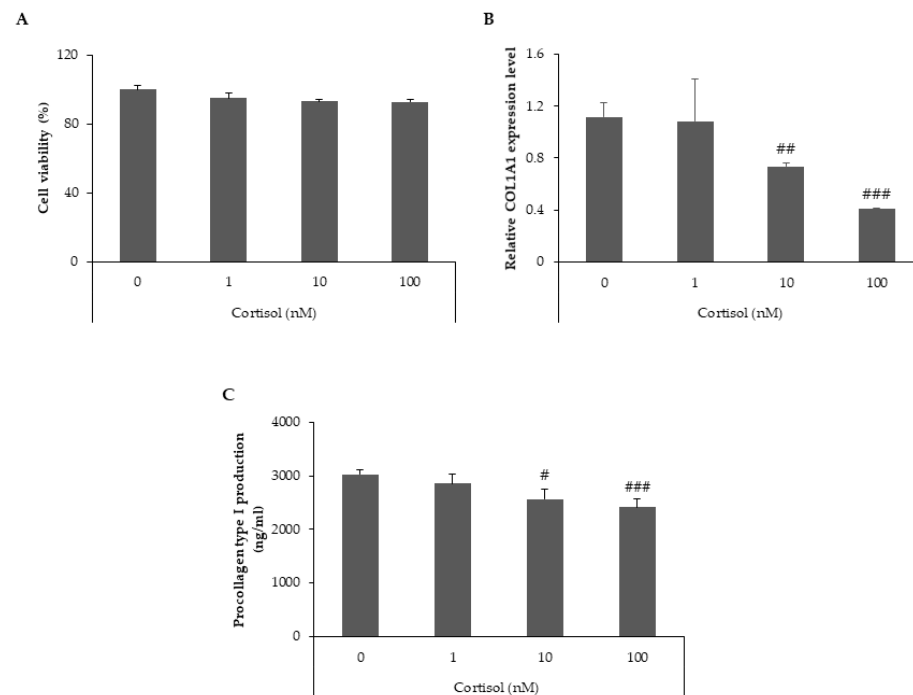 A
Cell viability (%)
120
80
40
0
0 1 10 100
Cortisol (nM)
B
Relative COL1A1 expression level
1.6
1.2
0.8
0.4
0
##
###
0 1 10 100
Cortisol (nM)
C
Procollagen type I production
(ng/ml)
4000
3000
2000
1000
0
#
###
0 1 10 100
Cortisol (nM)